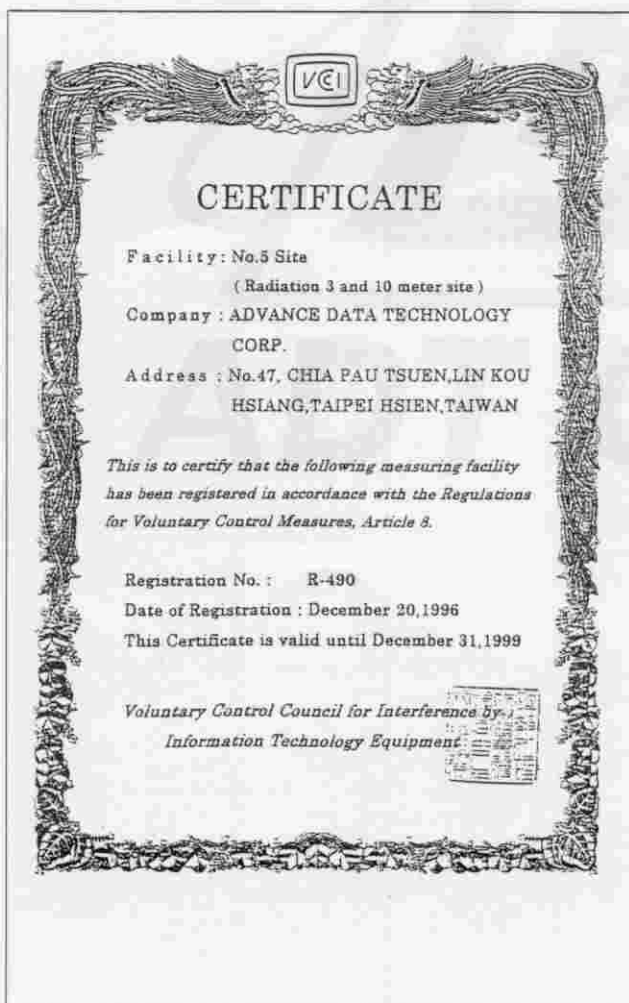 VCCI
CERTIFICATE
Facility: No.5 Site
( Radiation 3 and 10 meter site )
Company : ADVANCE DATA TECHNOLOGY
CORP.
Address : No.47, CHIA PAU TSUEN,LIN KOU
HSIANG,TAIPEI HSIEN,TAIWAN
This is to certify that the following measuring facility
has been registered in accordance with the Regulations
for Voluntary Control Measures, Article 8.
Registration No. : R-490
Date of Registration : December 20,1996
This Certificate is valid until December 31,1999
Voluntary Control Council for Interference by
Information Technology Equipment